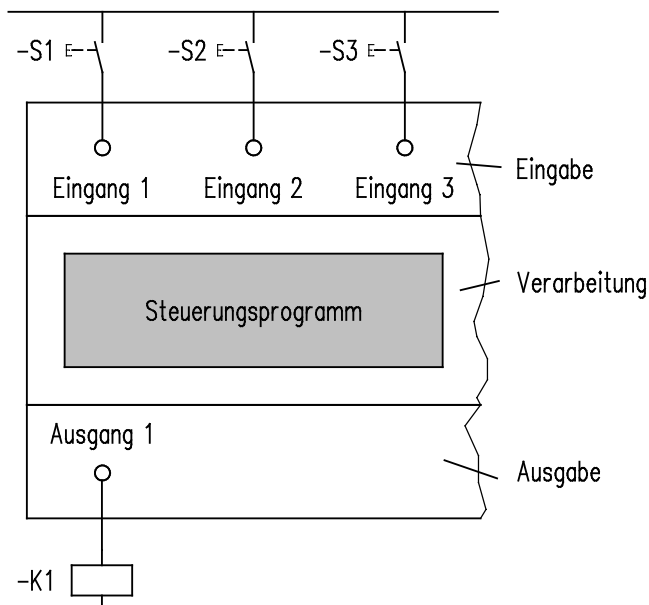 -S1 -S2 -S3
Eingang 1 Eingang 2 Eingang 3
Eingabe
Steuerungsprogramm
Verarbeitung
Ausgang 1
Ausgabe
-K1